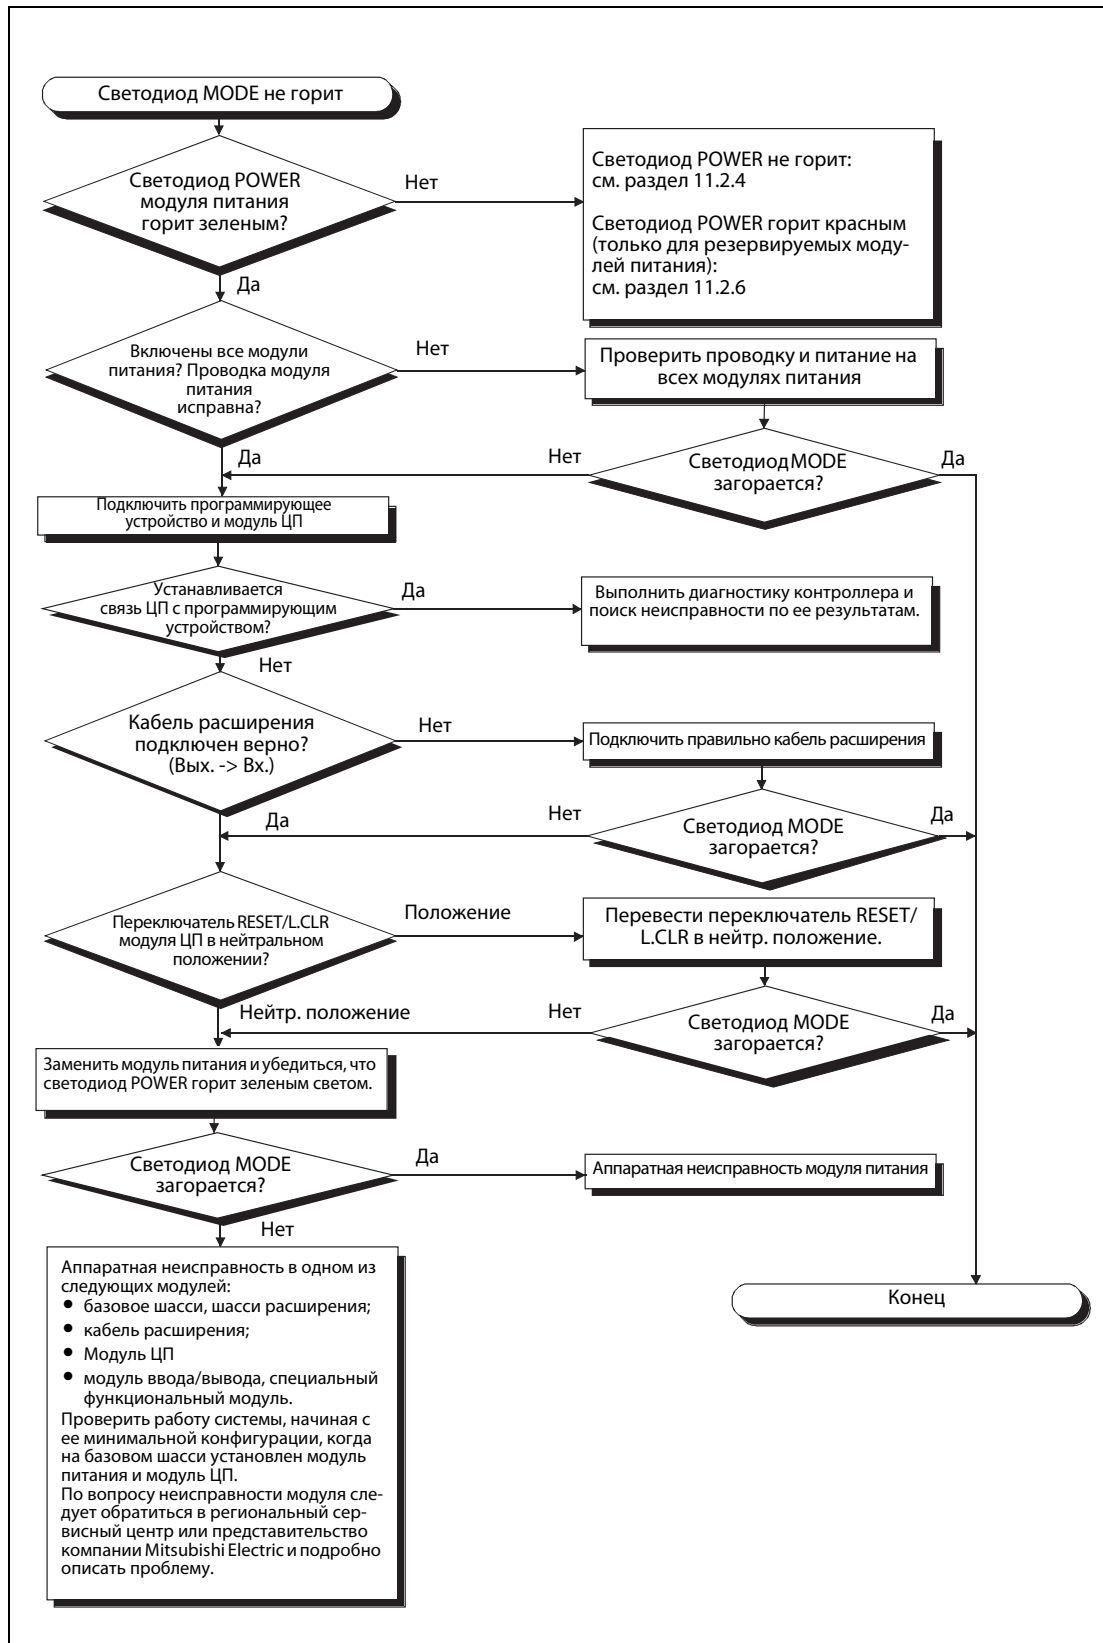 Светодиод MODE не горит
Светодиод POWER
модуля питания
горит зеленым?
Нет
Светодиод POWER не горит:
см. раздел 11.2.4
Светодиод POWER горит красным
(только для резервируемых моду-
лей питания):
см. раздел 11.2.6
Да
Включены все модули
питания? Проводка модуля
питания
исправна?
Нет
Проверить проводку и питание на
всех модулях питания
Да
Нет
Светодиод MODE
загорается?
Да
Подключить программирующее
устройство и модуль ЦП
Устанавливается
связь ЦП с программирующим
устройством?
Да
Выполнить диагностику контроллера и
поиск неисправности по ее результатам.
Нет
Кабель расширения
подключен верно?
(Вых. -> Вх.)
Нет
Подключить правильно кабель расширения
Да
Нет
Светодиод MODE
загорается?
Да
Переключатель RESET/L.CLR
модуля ЦП в нейтральном
положении?
Положение
Перевести переключатель RESET/
L.CLR в нейтр. положение.
Нейтр. положение
Нет
Светодиод MODE
загорается?
Да
Заменить модуль питания и убедиться, что
светодиод POWER горит зеленым светом.
Светодиод MODE
загорается?
Да
Аппаратная неисправность модуля питания
Нет
Аппаратная неисправность в одном из
следующих модулей:
● базовое шасси, шасси расширения;
● кабель расширения;
● Модуль ЦП
● модуль ввода/вывода, специальный
функциональный модуль.
Проверить работу системы, начиная с
ее минимальной конфигурации, когда
на базовом шасси установлен модуль
питания и модуль ЦП.
По вопросу неисправности модуля сле-
дует обратиться в региональный сер-
висный центр или представительство
компании Mitsubishi Electric и подробно
описать проблему.
Конец